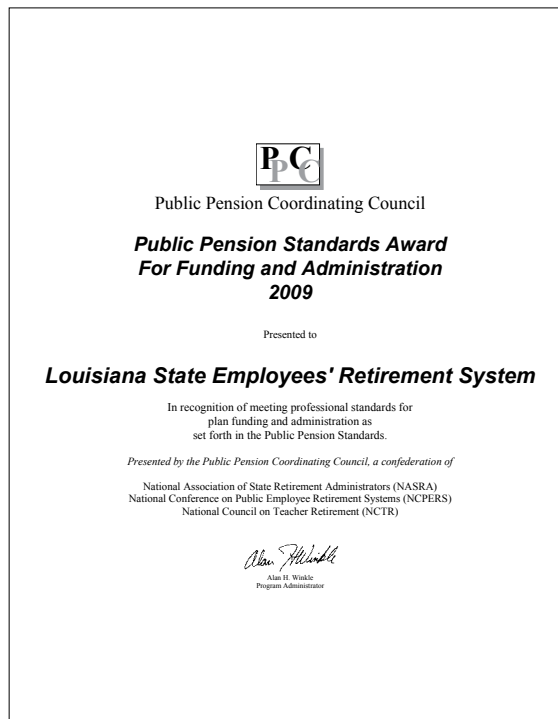 P P C C
Public Pension Coordinating Council
Public Pension Standards Award
For Funding and Administration
2009
Presented to
Louisiana State Employees' Retirement System
In recognition of meeting professional standards for
plan funding and administration as
set forth in the Public Pension Standards.
Presented by the Public Pension Coordinating Council, a confederation of
National Association of State Retirement Administrators (NASRA)
National Conference on Public Employee Retirement Systems (NCPERS)
National Council on Teacher Retirement (NCTR)
Alan H Winkle
Alan H. Winkle
Program Administrator